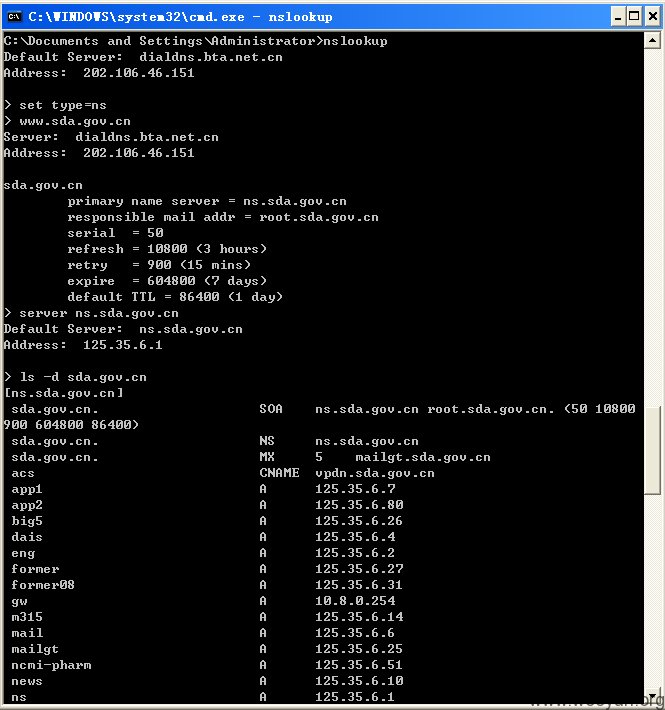 C:\WINDOWS\system32\cmd.exe - nslookup
C:\Documents and Settings\Administrator>nslookup
Default Server:  dialdns.bta.net.cn
Address:  202.106.46.151

> set type=ns
> www.sda.gov.cn
Server:  dialdns.bta.net.cn
Address:  202.106.46.151

sda.gov.cn
        primary name server = ns.sda.gov.cn
        responsible mail addr = root.sda.gov.cn
        serial  = 50
        refresh = 10800 (3 hours)
        retry   = 900 (15 mins)
        expire  = 604800 (7 days)
        default TTL = 86400 (1 day)
> server ns.sda.gov.cn
Default Server:  ns.sda.gov.cn
Address:  125.35.6.1

> ls -d sda.gov.cn
[ns.sda.gov.cn]
 sda.gov.cn.                    SOA    ns.sda.gov.cn root.sda.gov.cn. (50 10800
900 604800 86400)
 sda.gov.cn.                    NS     ns.sda.gov.cn
 sda.gov.cn.                    MX     5    mailgt.sda.gov.cn
 acs                            CNAME  vpdn.sda.gov.cn
 app1                           A      125.35.6.7
 app2                           A      125.35.6.80
 big5                           A      125.35.6.26
 dais                           A      125.35.6.4
 eng                            A      125.35.6.2
 former                         A      125.35.6.27
 former08                       A      125.35.6.31
 gw                             A      10.8.0.254
 m315                           A      125.35.6.14
 mail                           A      125.35.6.6
 mailgt                         A      125.35.6.25
 ncmi-pharm                     A      125.35.6.51
 news                           A      125.35.6.10
 ns                             A      125.35.6.1